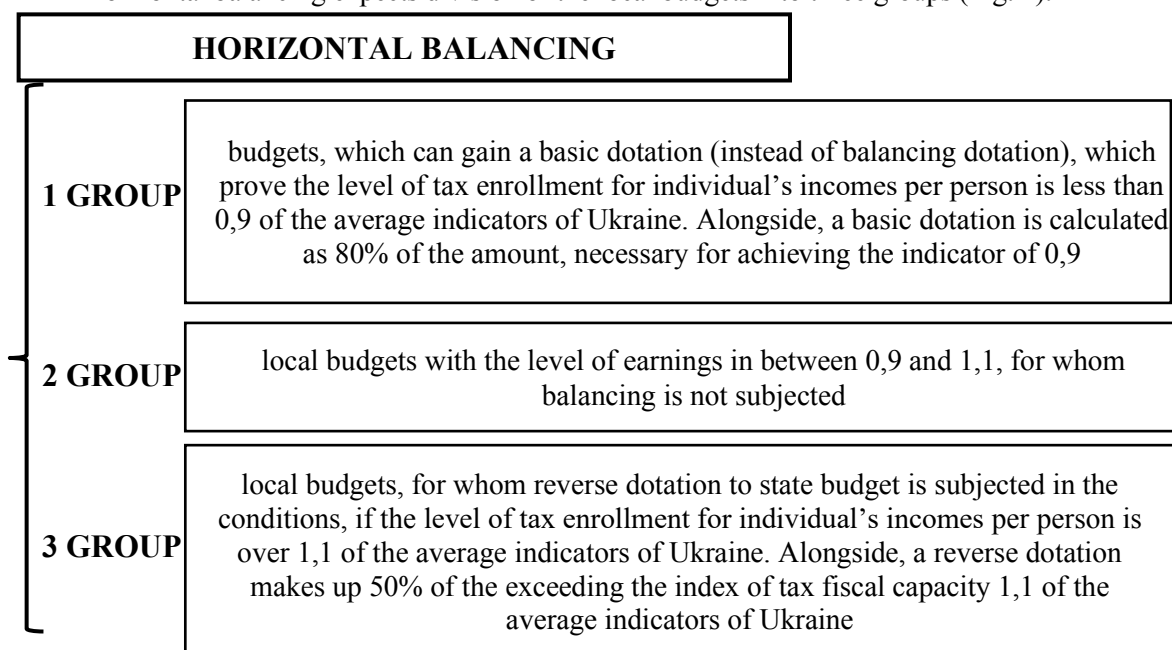 HORIZONTAL BALANCING
1 GROUP
budgets, which can gain a basic dotation (instead of balancing dotation), which
prove the level of tax enrollment for individual’s incomes per person is less than
0,9 of the average indicators of Ukraine. Alongside, a basic dotation is calculated
as 80% of the amount, necessary for achieving the indicator of 0,9
2 GROUP
local budgets with the level of earnings in between 0,9 and 1,1, for whom
balancing is not subjected
3 GROUP
local budgets, for whom reverse dotation to state budget is subjected in the
conditions, if the level of tax enrollment for individual’s incomes per person is
over 1,1 of the average indicators of Ukraine. Alongside, a reverse dotation
makes up 50% of the exceeding the index of tax fiscal capacity 1,1 of the
average indicators of Ukraine